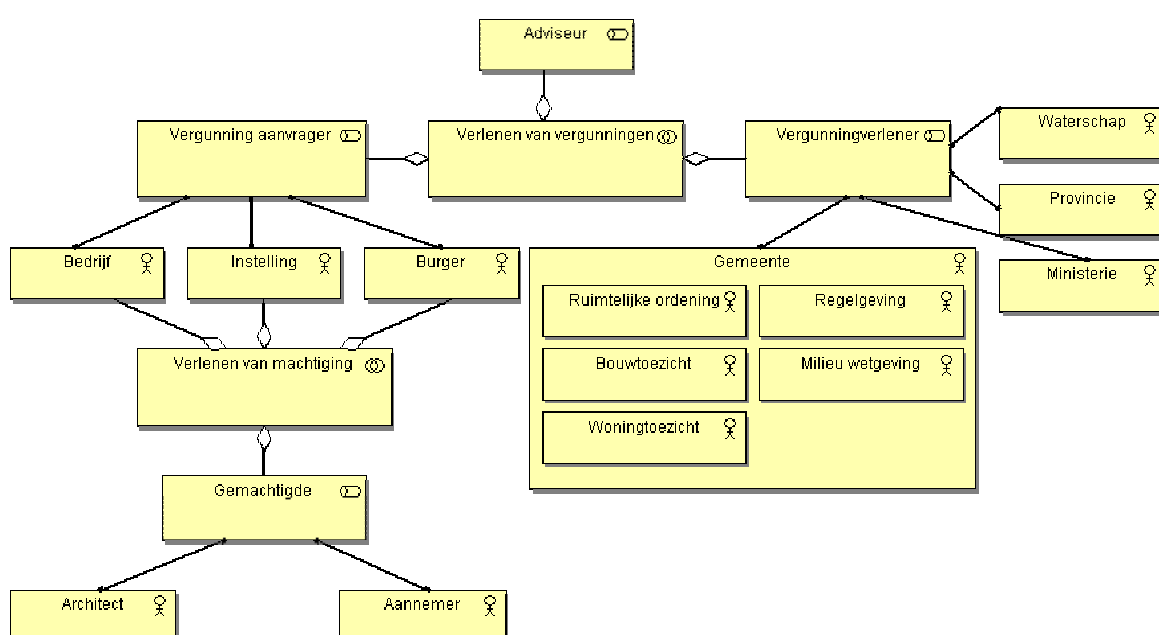 Adviseur
Vergunning aanvrager
Verlenen van vergunningen
Vergunningverlener
Waterschap
Provincie
Ministerie
Bedrijf
Instelling
Burger
Gemeente
Ruimtelijke ordening
Regelgeving
Bouwtoezicht
Milieu wetgeving
Woningtoezicht
Verlenen van machtiging
Gemachtigde
Architect
Aannemer